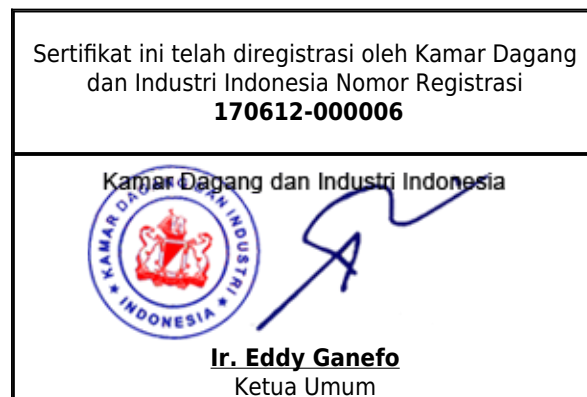 Sertifikat ini telah diregistrasi oleh Kamar Dagang
dan Industri Indonesia Nomor Registrasi
170612-000006
Kamar Dagang dan Industri Indonesia
KAMAR DAGANG DAN INDUSTRI
INDONESIA
Ir. Eddy Ganefo
Ketua Umum